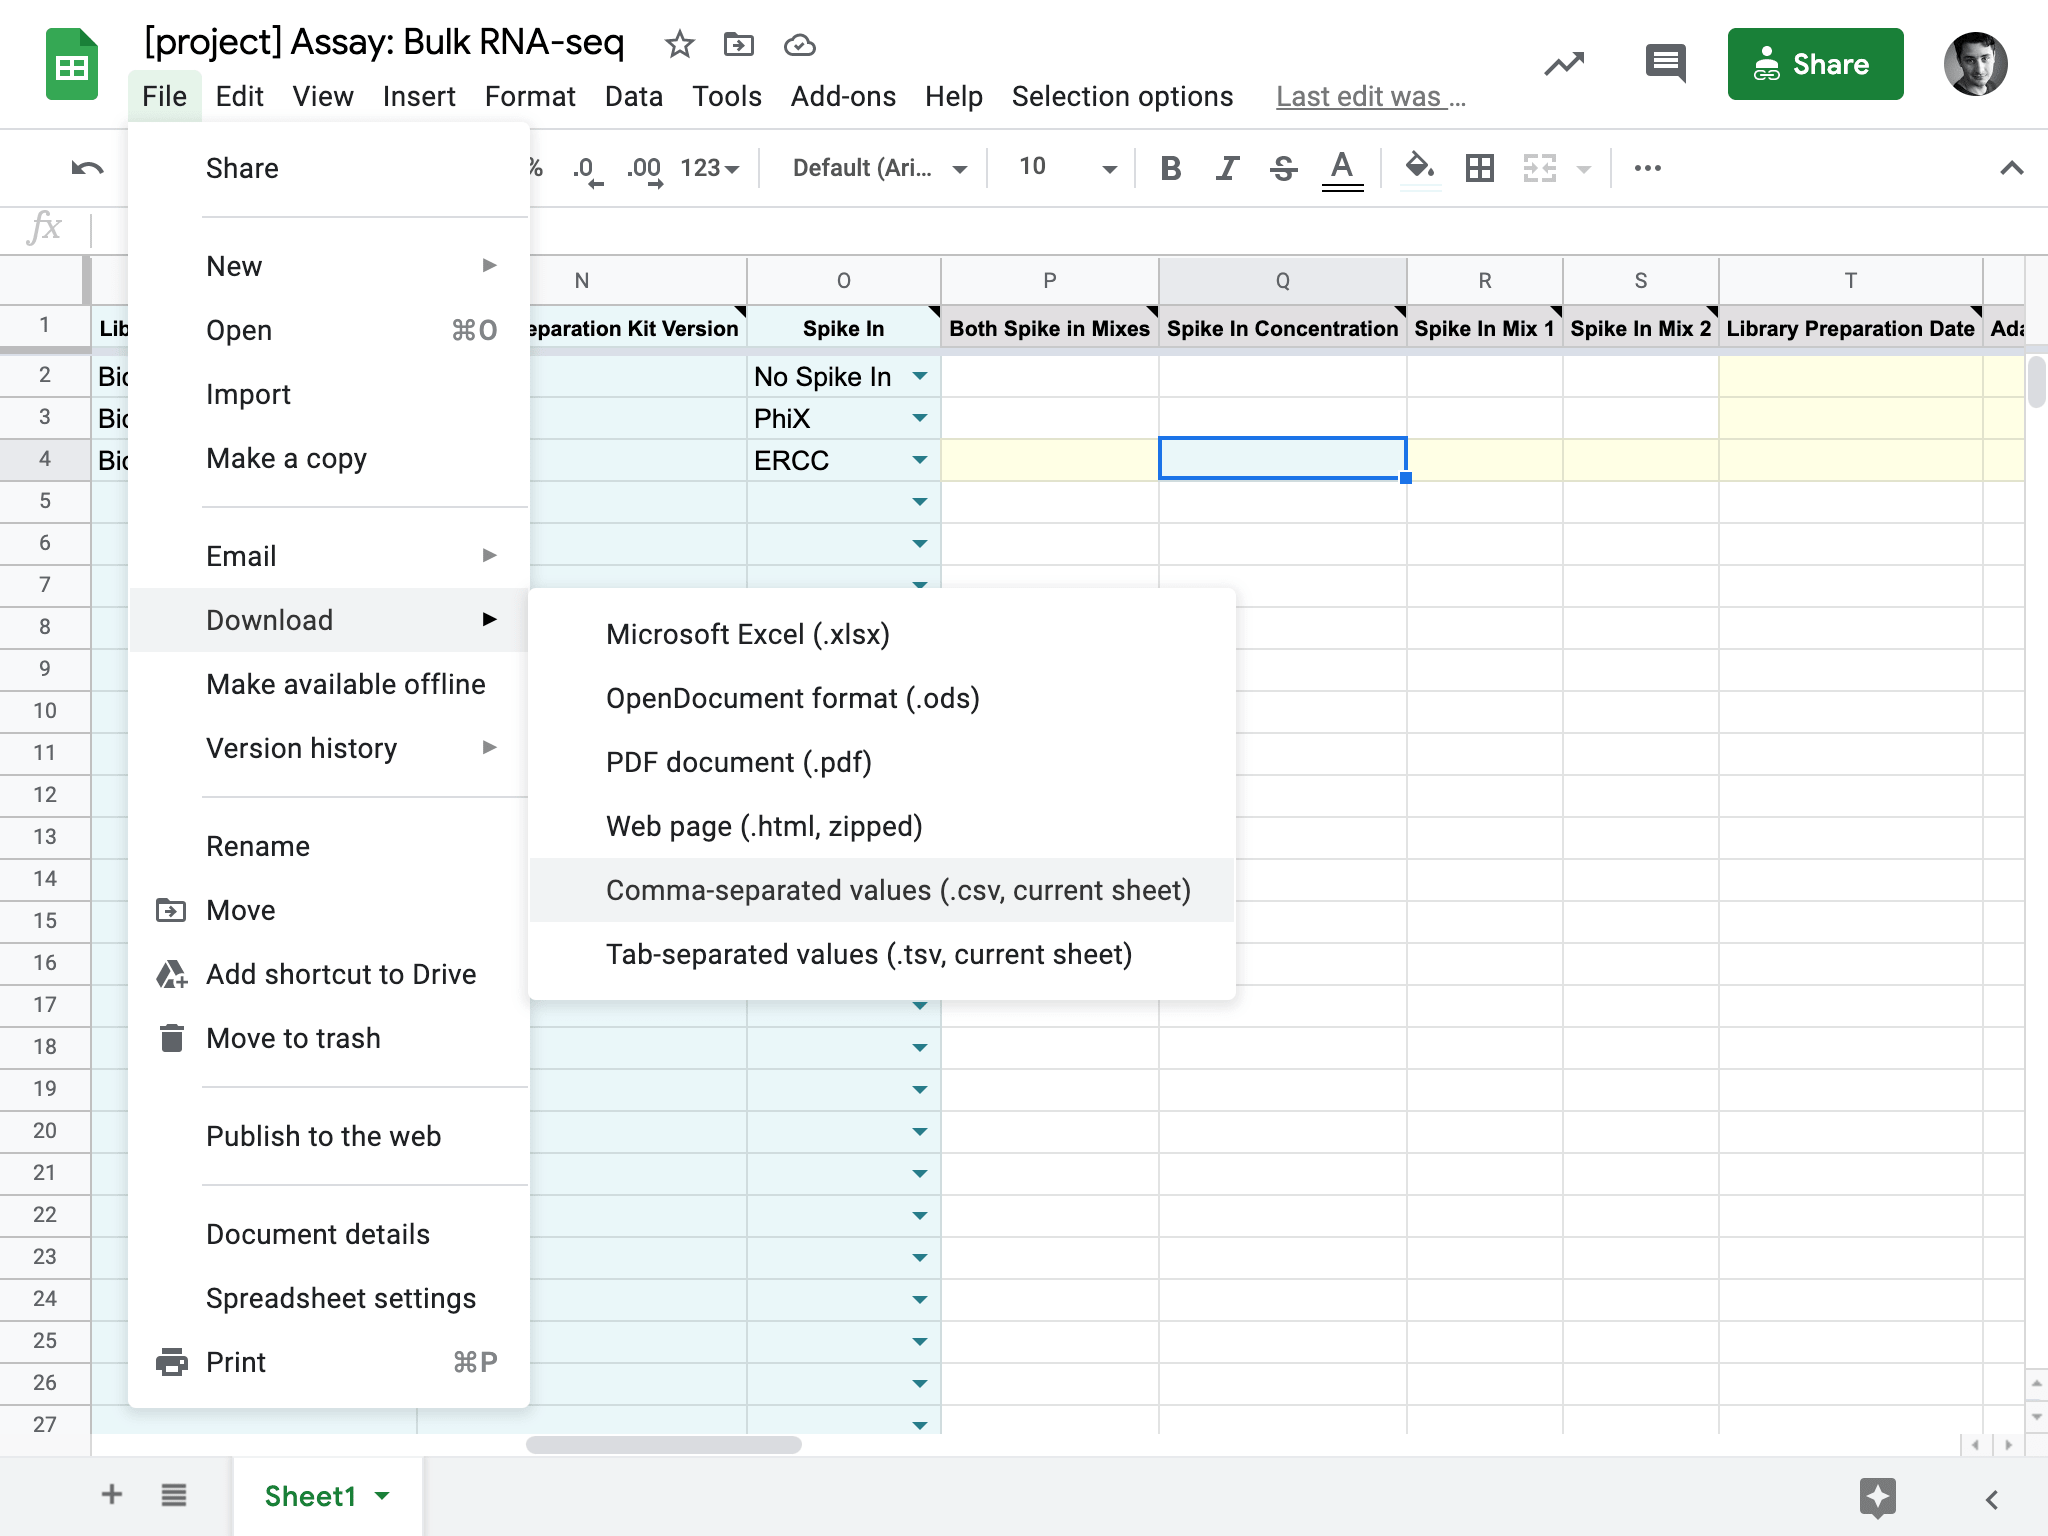 [project] Assay: Bulk RNA-seq
File Edit View Insert Format Data Tools Add-ons Help Selection options Last edit was ...
Share
% .0 .00 123 Default (Ari... 10 B I S A
fx
N O P Q R S T
1 Lib eparation Kit Version Spike In Both Spike in Mixes Spike In Concentration Spike In Mix 1 Spike In Mix 2 Library Preparation Date Ada
2 Bio No Spike In
3 Bio PhiX
4 Bio ERCC
5
6
7
8
9
10
11
12
13
14
15
16
17
18
19
20
21
22
23
24
25
26
27
Share
New
Open ⌘O
Import
Make a copy
Email
Download
Make available offline
Version history
Rename
Move
Add shortcut to Drive
Move to trash
Publish to the web
Document details
Spreadsheet settings
Print ⌘P
Microsoft Excel (.xlsx)
OpenDocument format (.ods)
PDF document (.pdf)
Web page (.html, zipped)
Comma-separated values (.csv, current sheet)
Tab-separated values (.tsv, current sheet)
Sheet1